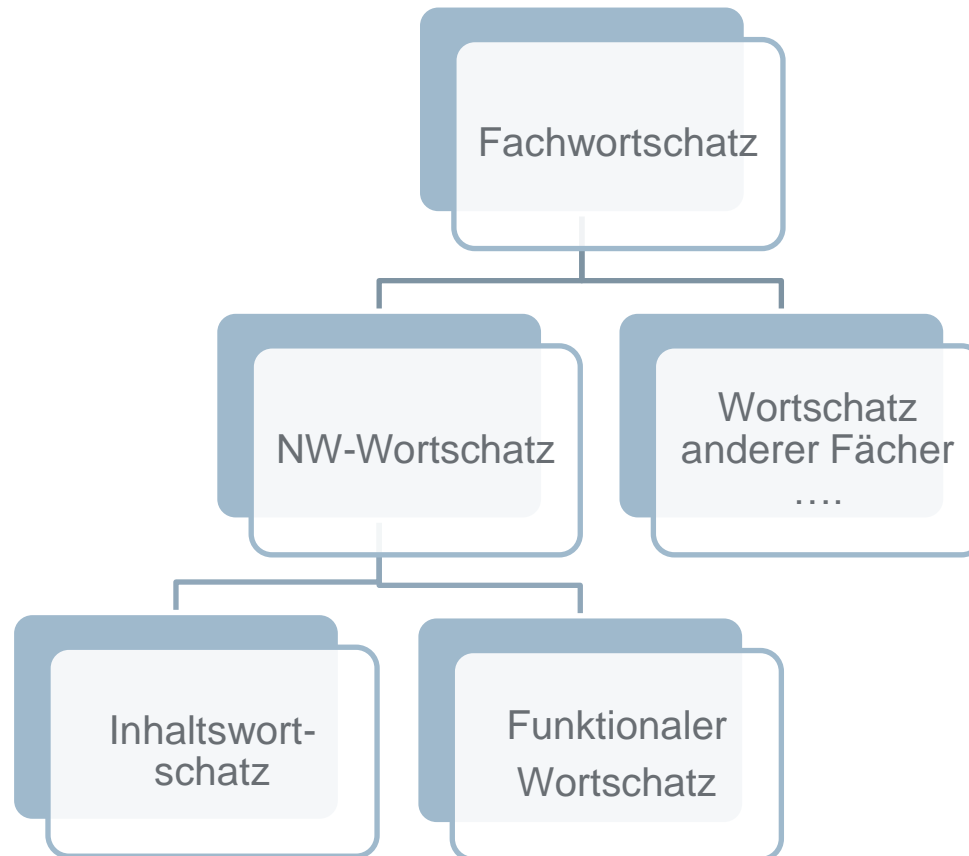 Fachwortschatz
NW-Wortschatz
Wortschatz
anderer Fächer
….
Inhaltswort-
schatz
Funktionaler
Wortschatz